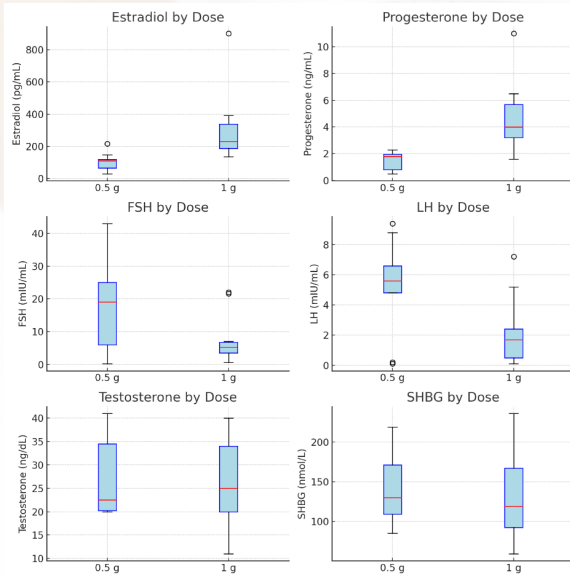 Estradiol by Dose
Estradiol (pg/mL)
800
600
400
200
0
0.5 g
1 g
Progesterone by Dose
Progesterone (ng/mL)
10
8
6
4
2
0
0.5 g
1 g
FSH by Dose
FSH (mIU/mL)
40
30
20
10
0
0.5 g
1 g
LH by Dose
LH (mIU/mL)
8
6
4
2
0
0.5 g
1 g
Testosterone by Dose
Testosterone (ng/dL)
40
35
30
25
20
15
10
0.5 g
1 g
SHBG by Dose
SHBG (nmol/L)
200
150
100
0.5 g
1 g